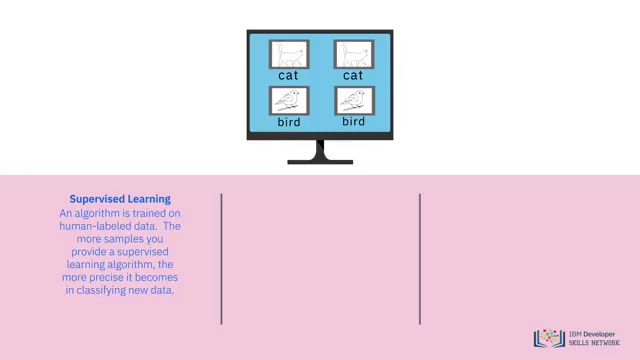 cat cat
bird bird
Supervised Learning
An algorithm is trained on
human-labeled data. The
more samples you
provide a supervised
learning algorithm, the
more precise it becomes
in classifying new data.
IBM Developer
SKILLS NETWORK